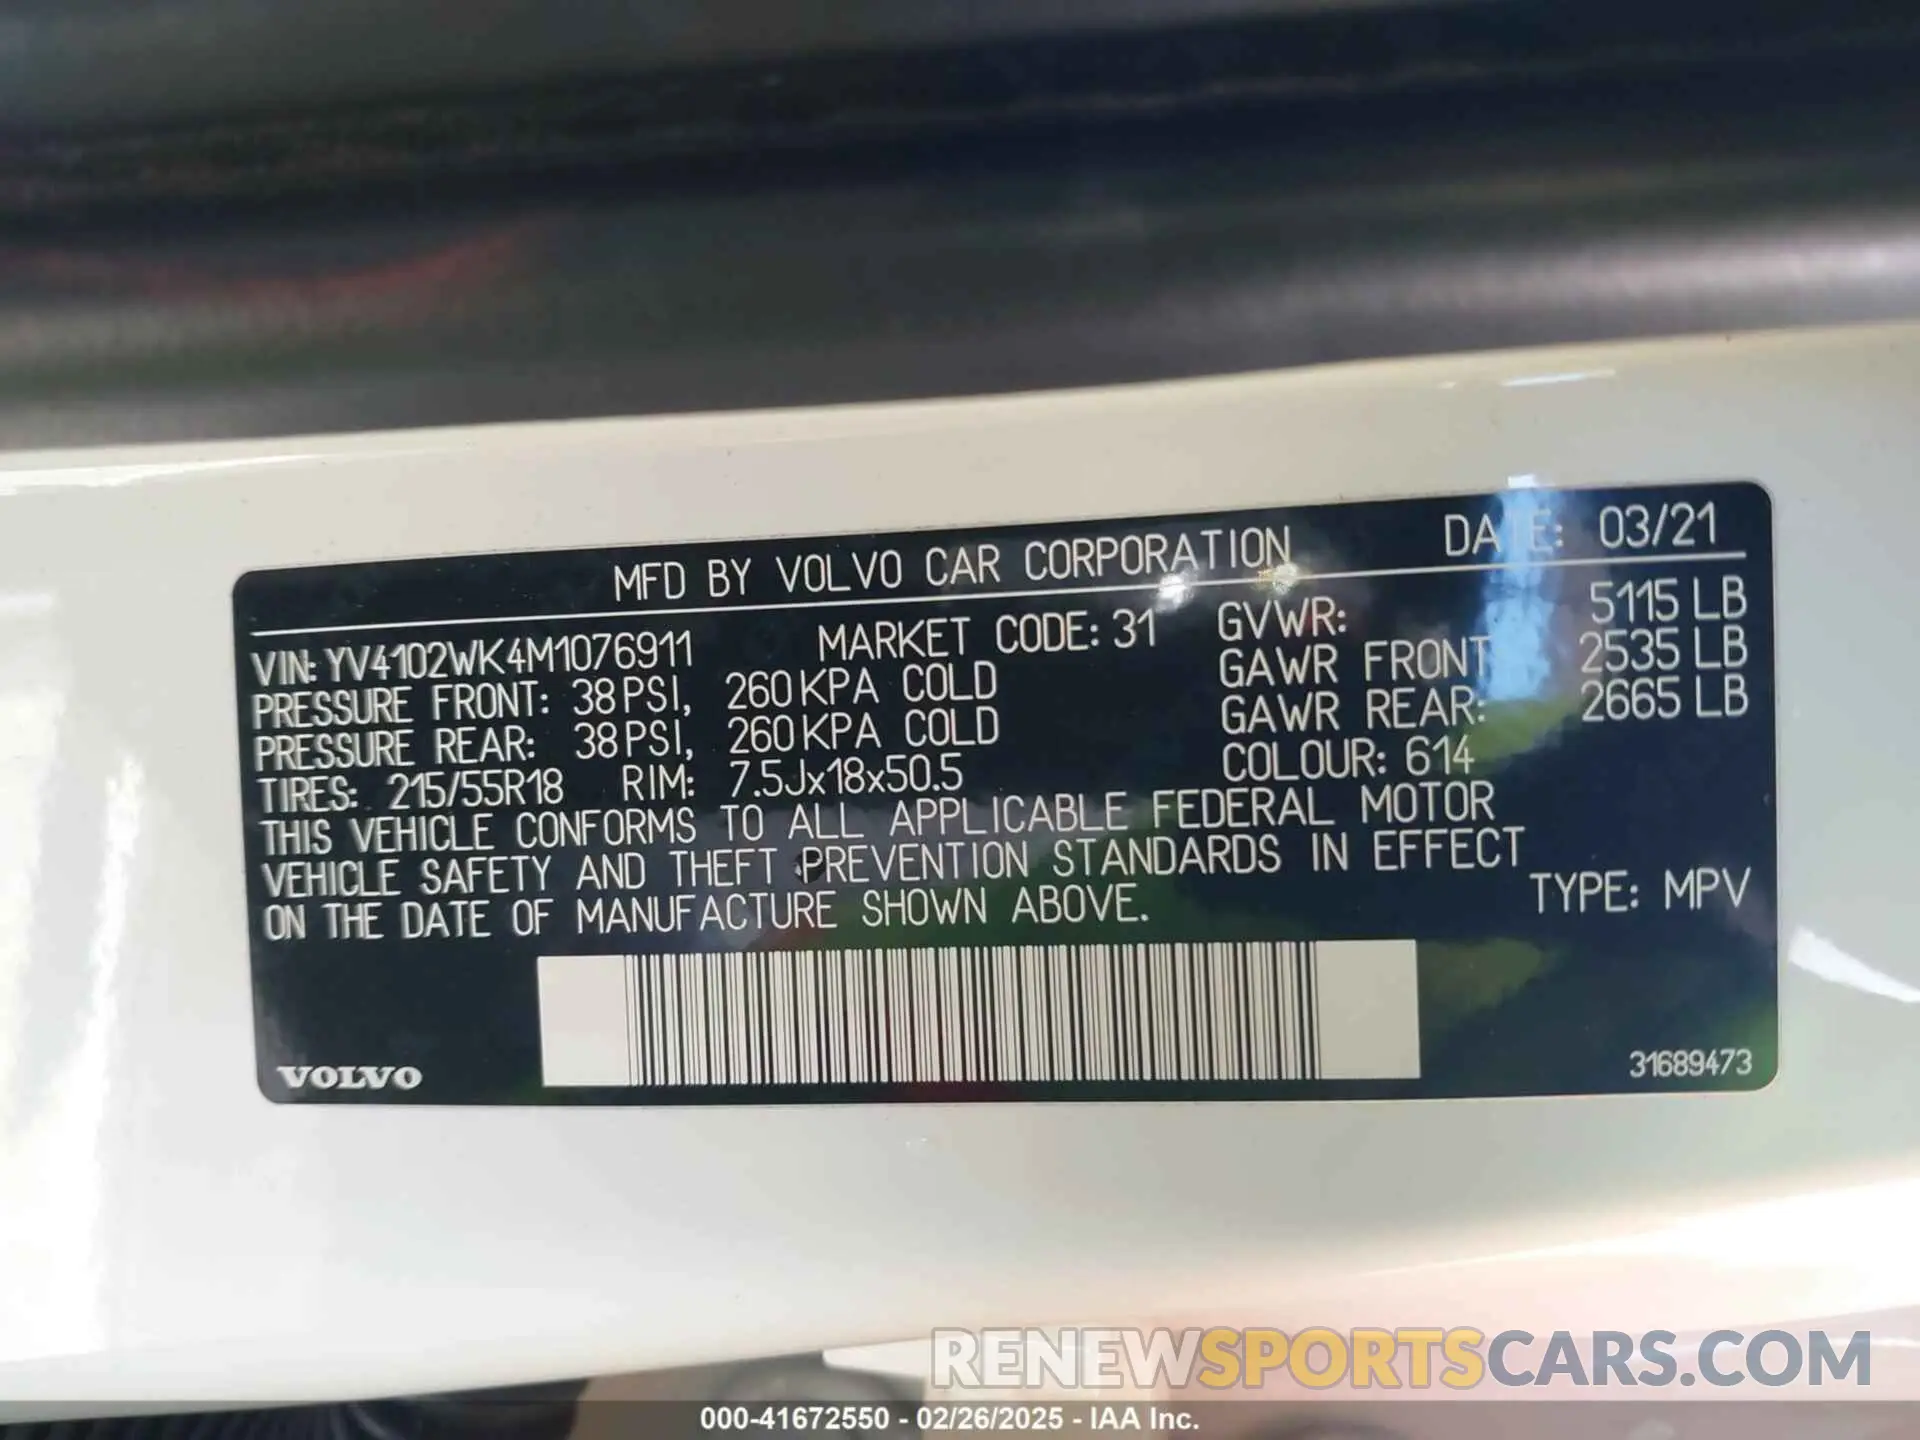 MFD BY VOLVO CAR CORPORATION DATE: 03/21
VIN: YV4102WK4M1076911 MARKET CODE: 31 GVWR: 5115 LB
PRESSURE FRONT: 38 PSI, 260 KPA COLD GAWR FRONT 2535 LB
PRESSURE REAR: 38 PSI, 260 KPA COLD GAWR REAR: 2665 LB
TIRES: 215/55R18 RIM: 7.5Jx18x50.5 COLOUR: 614
THIS VEHICLE CONFORMS TO ALL APPLICABLE FEDERAL MOTOR
VEHICLE SAFETY AND THEFT PREVENTION STANDARDS IN EFFECT
ON THE DATE OF MANUFACTURE SHOWN ABOVE. TYPE: MPV
VOLVO 31689473
RENEWSPORTSCARS.COM
000-41672550 - 02/26/2025 - IAA Inc.